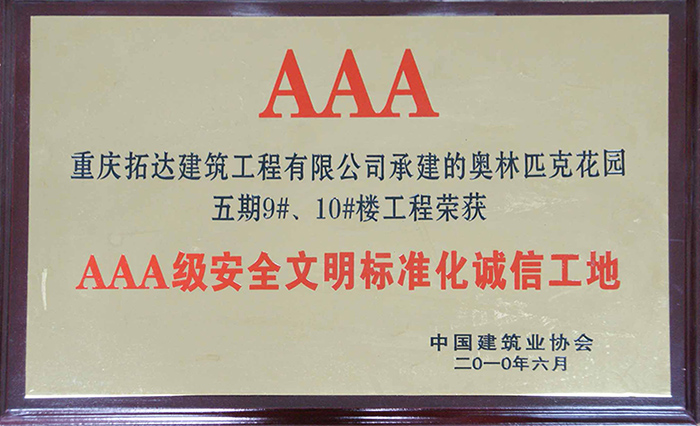 AAA
重庆拓达建筑工程有限公司承建的奥林匹克花园
五期9#、10#楼工程荣获
AAA级安全文明标准化诚信工地
中国建筑业协会
二0一0年六月